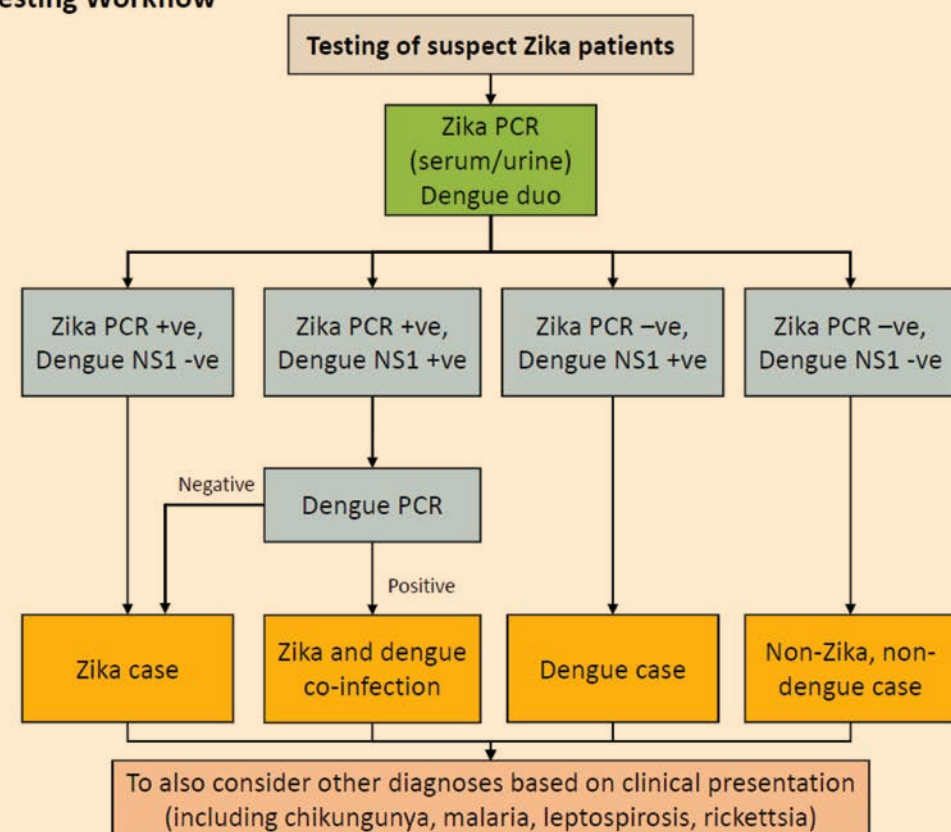 Testing Workflow
Testing of suspect Zika patients
Zika PCR
(serum/urine)
Dengue duo
Zika PCR +ve,
Dengue NS1 -ve
Zika PCR +ve,
Dengue NS1 +ve
Zika PCR –ve,
Dengue NS1 +ve
Zika PCR –ve,
Dengue NS1 -ve
Negative
Dengue PCR
Positive
Zika case
Zika and dengue
co-infection
Dengue case
Non-Zika, non-
dengue case
To also consider other diagnoses based on clinical presentation
(including chikungunya, malaria, leptospirosis, rickettsia)